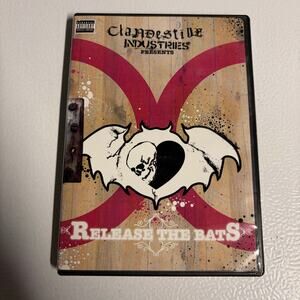 CLANDESTINE
INDUSTRIES
PRESENTS
RELEASE THE BATS